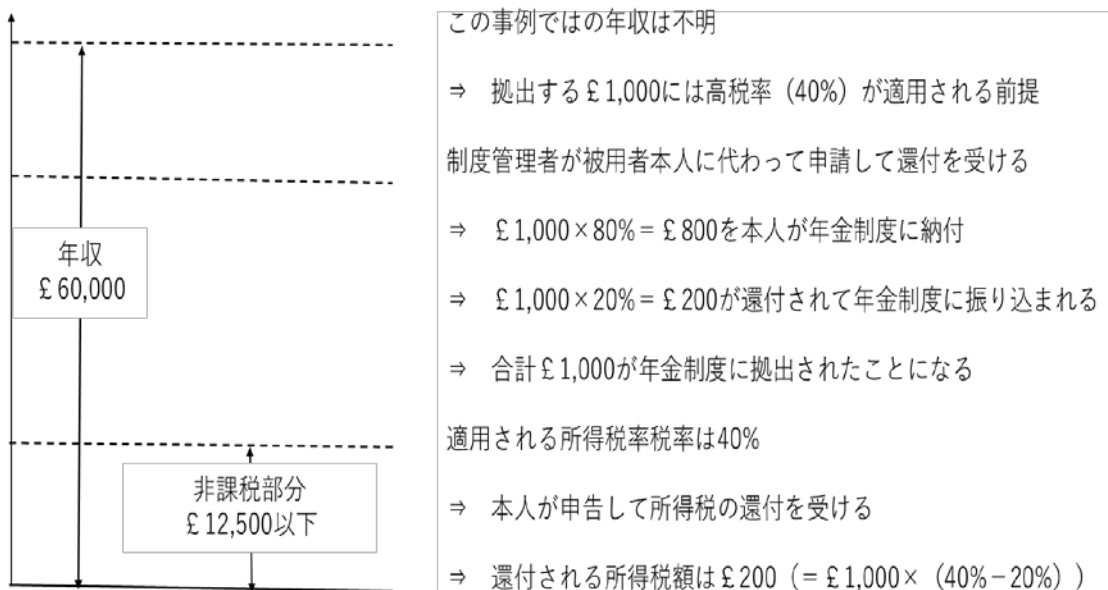 年収
£60,000
非課税部分
£12,500以下
この事例ではの年収は不明
⇒ 拠出する£1,000には高税率（40%）が適用される前提
制度管理者が被用者本人に代わって申請して還付を受ける
⇒ £1,000×80%＝£800を本人が年金制度に納付
⇒ £1,000×20%＝£200が還付されて年金制度に振り込まれる
⇒ 合計£1,000が年金制度に拠出されたことになる
適用される所得税率税率は40%
⇒ 本人が申告して所得税の還付を受ける
⇒ 還付される所得税額は£200（＝£1,000×（40%－20%））